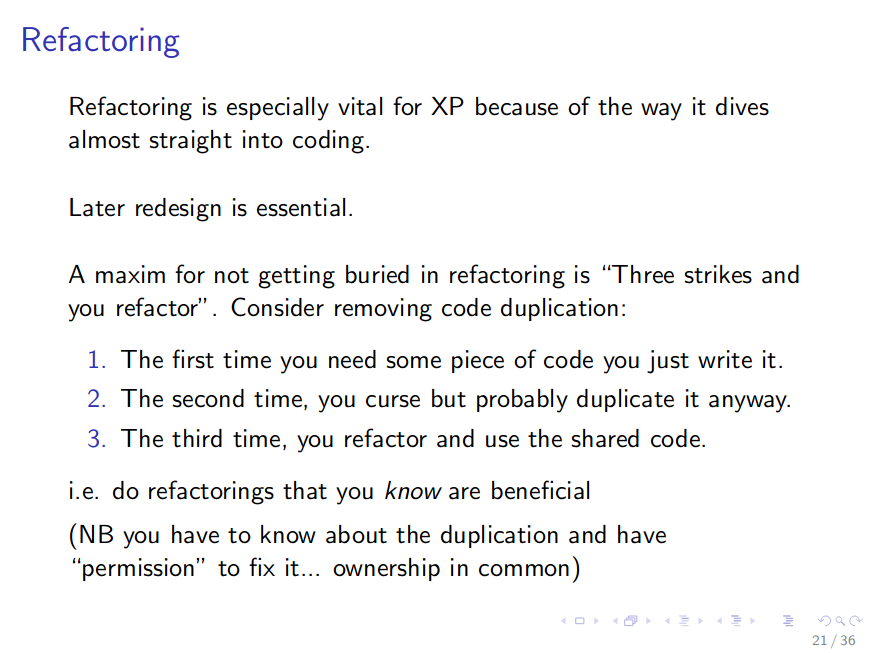 Refactoring
Refactoring is especially vital for XP because of the way it dives
almost straight into coding.
Later redesign is essential.
A maxim for not getting buried in refactoring is “Three strikes and
you refactor”. Consider removing code duplication:
1. The first time you need some piece of code you just write it.
2. The second time, you curse but probably duplicate it anyway.
3. The third time, you refactor and use the shared code.
i.e. do refactorings that you know are beneficial
(NB you have to know about the duplication and have
“permission” to fix it... ownership in common)
21 / 36